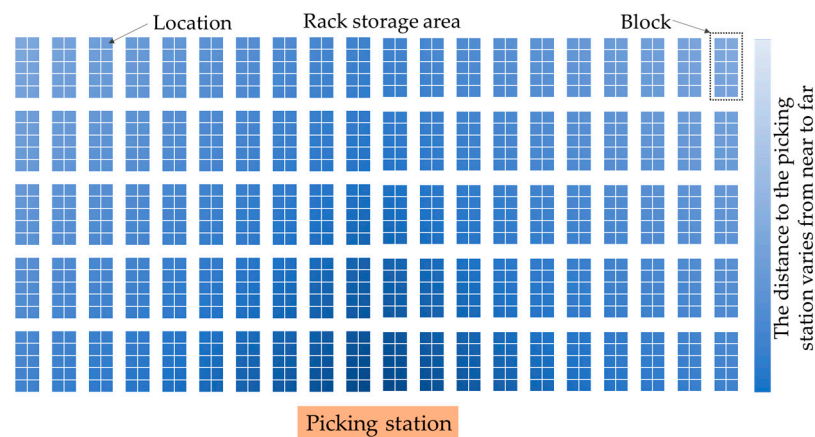 Location
Rack storage area
Block
The distance to the picking
station varies from near to far
Picking station